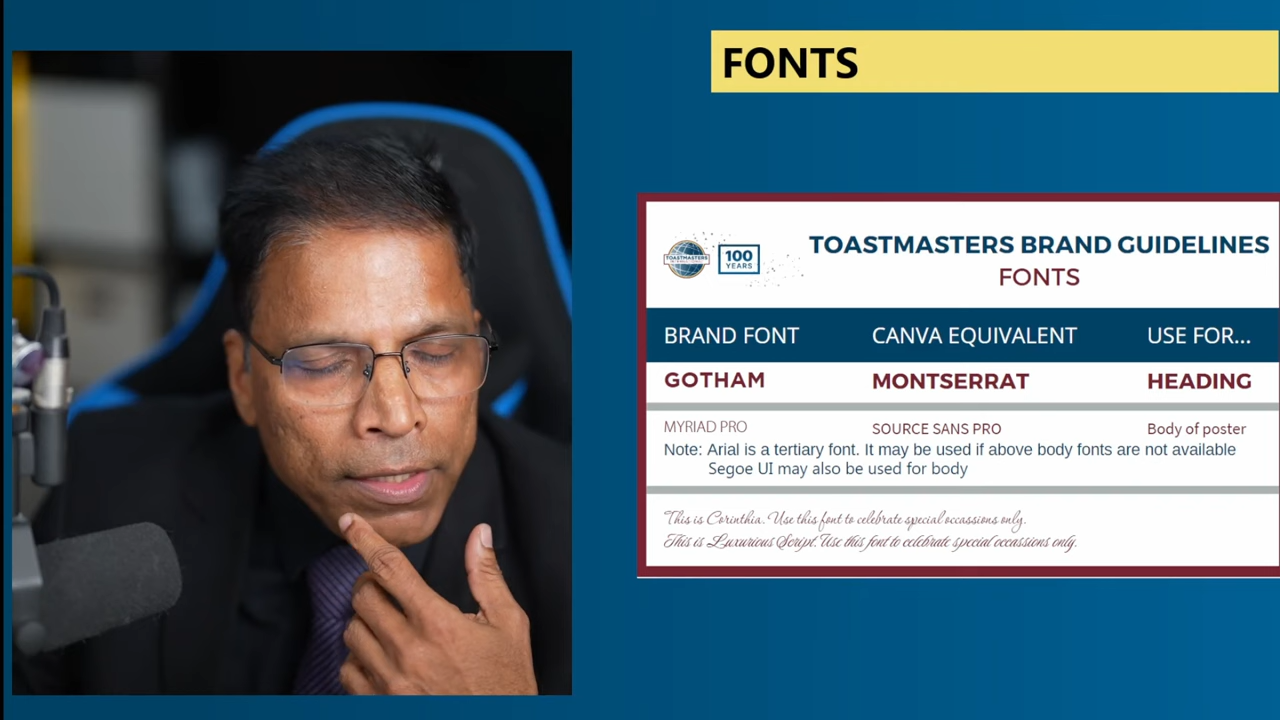 FONTS
TOASTMASTERS
INTERNATIONAL
100
YEARS
TOASTMASTERS BRAND GUIDELINES
FONTS
BRAND FONT CANVA EQUIVALENT USE FOR...
GOTHAM MONTSERRAT HEADING
MYRIAD PRO SOURCE SANS PRO Body of poster
Note: Arial is a tertiary font. It may be used if above body fonts are not available
Segoe UI may also be used for body
This is Corinthia. Use this font to celebrate special occassions only.
This is Luxurious Script. Use this font to celebrate special occassions only.